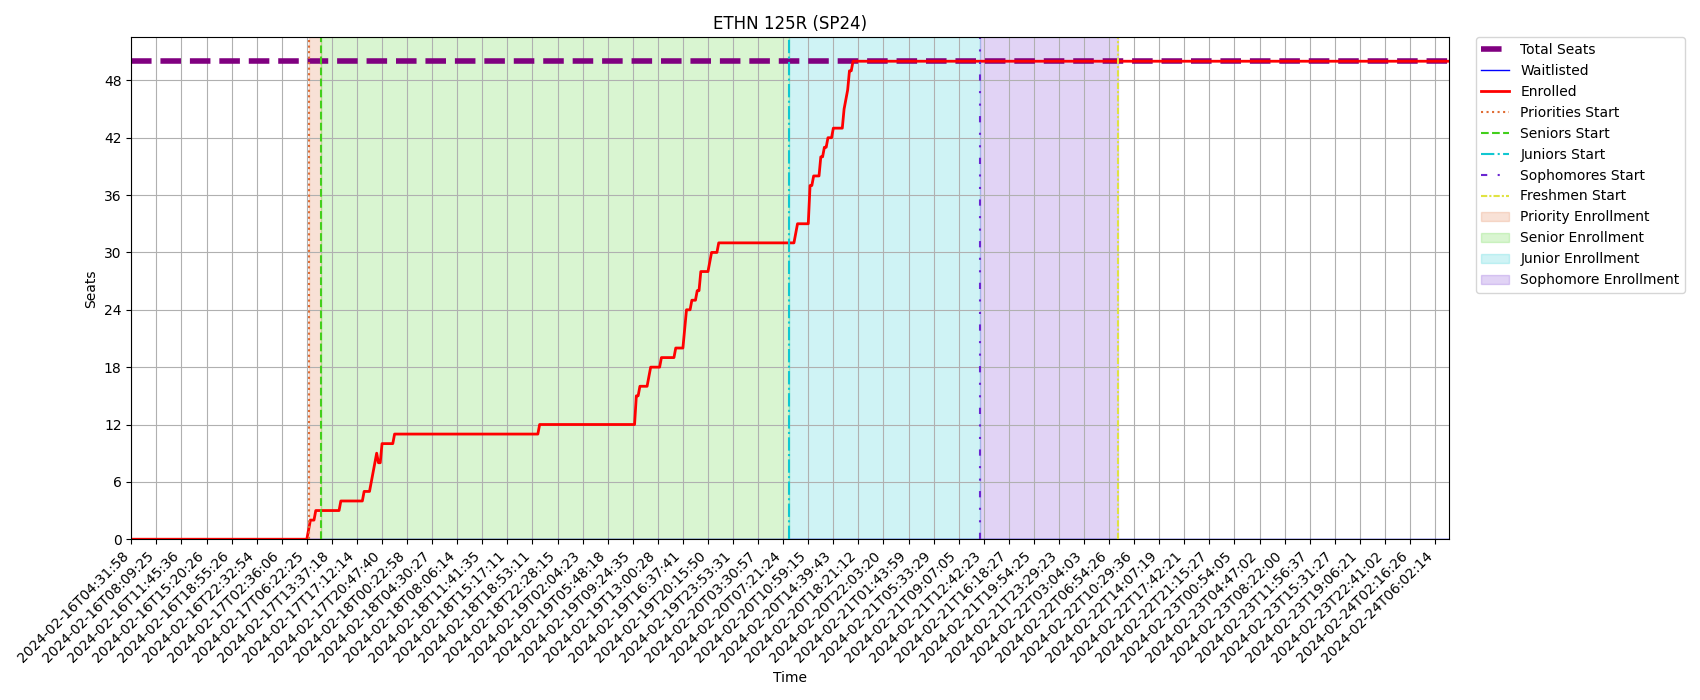 ETHN 125R (SP24)
Seats
48
42
36
30
24
18
12
6
0
2024-02-16T04:31:58
2024-02-16T08:09:25
2024-02-16T11:45:36
2024-02-16T15:20:26
2024-02-16T18:55:26
2024-02-16T22:32:54
2024-02-17T02:36:06
2024-02-17T06:22:25
2024-02-17T13:37:18
2024-02-17T17:12:14
2024-02-17T20:47:40
2024-02-18T00:22:58
2024-02-18T04:30:27
2024-02-18T08:06:14
2024-02-18T11:41:35
2024-02-18T15:17:11
2024-02-18T18:53:11
2024-02-18T22:28:15
2024-02-19T02:04:23
2024-02-19T05:48:18
2024-02-19T09:24:35
2024-02-19T13:00:28
2024-02-19T16:37:41
2024-02-19T20:15:50
2024-02-19T23:53:31
2024-02-20T03:30:57
2024-02-20T07:21:24
2024-02-20T10:59:15
2024-02-20T14:39:43
2024-02-20T18:21:12
2024-02-20T22:03:20
2024-02-21T01:43:59
2024-02-21T05:33:29
2024-02-21T09:07:05
2024-02-21T12:42:23
2024-02-21T16:18:27
2024-02-21T19:54:25
2024-02-21T23:29:23
2024-02-22T03:04:03
2024-02-22T06:54:26
2024-02-22T10:29:36
2024-02-22T14:07:19
2024-02-22T17:42:21
2024-02-22T21:15:27
2024-02-23T00:54:05
2024-02-23T04:47:02
2024-02-23T08:22:00
2024-02-23T11:56:37
2024-02-23T15:31:27
2024-02-23T19:06:21
2024-02-23T22:41:02
2024-02-24T02:16:26
2024-02-24T06:02:14
Time
Total Seats
Waitlisted
Enrolled
Priorities Start
Seniors Start
Juniors Start
Sophomores Start
Freshmen Start
Priority Enrollment
Senior Enrollment
Junior Enrollment
Sophomore Enrollment